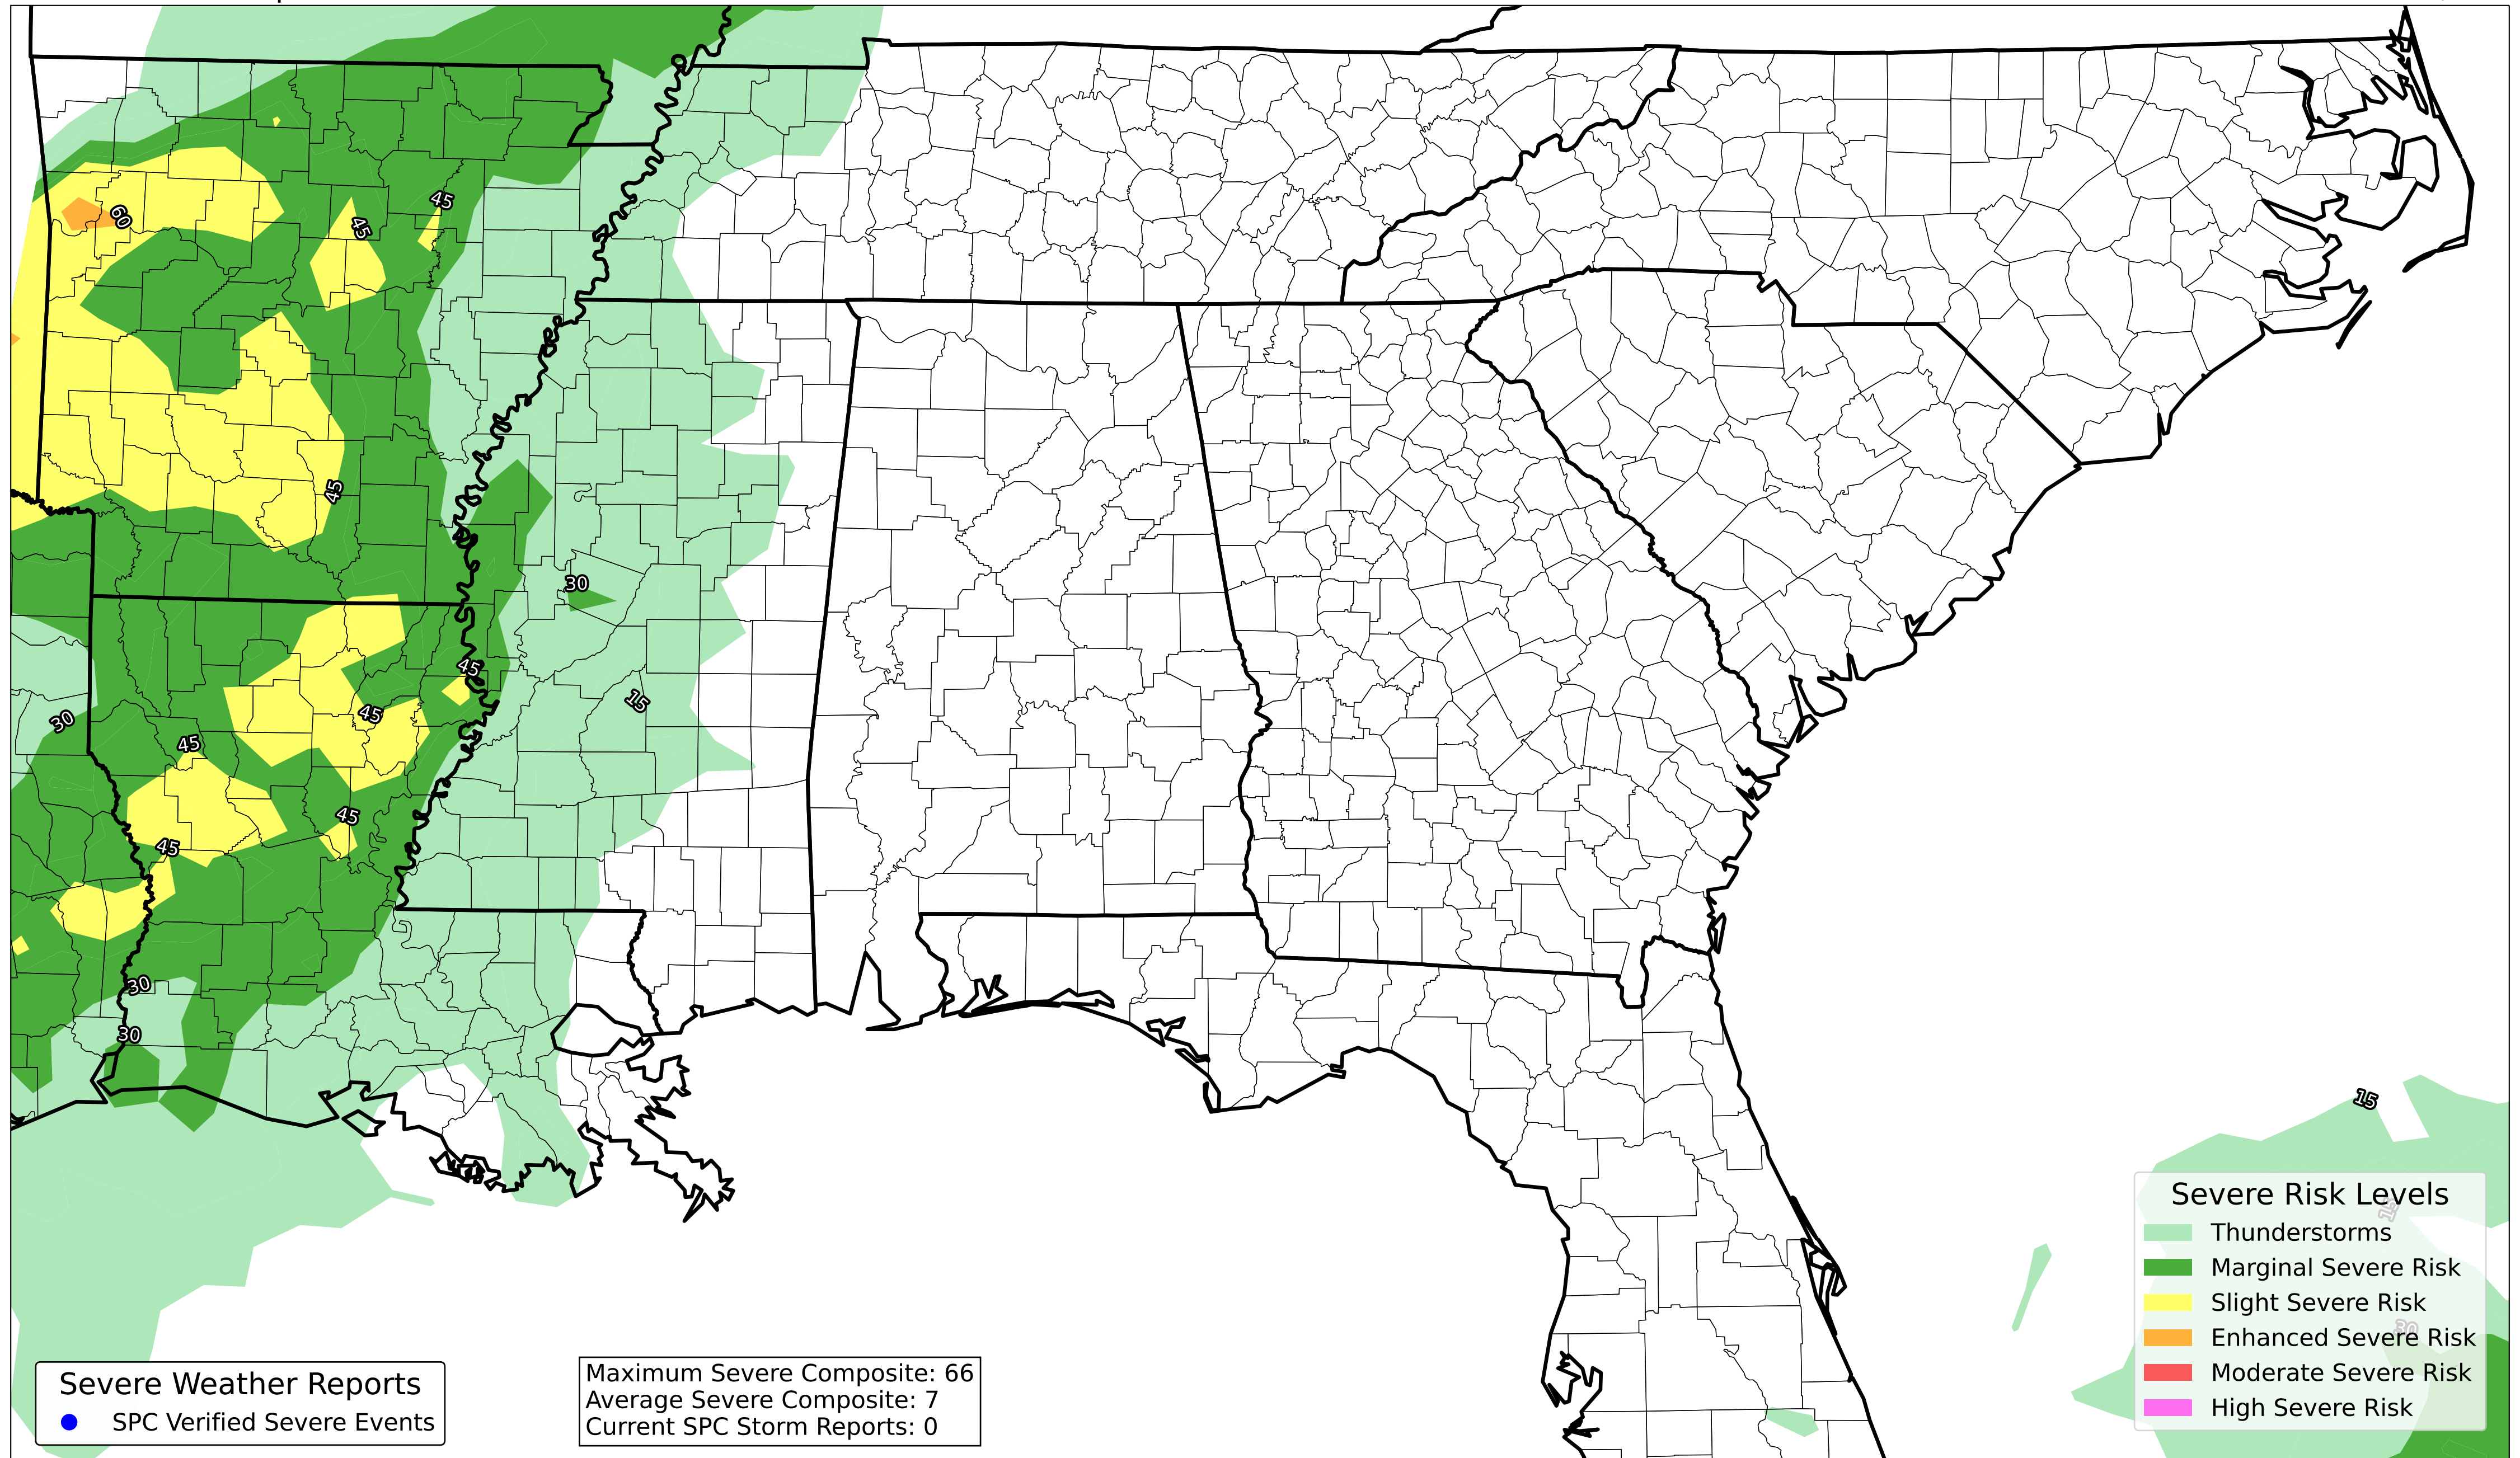 60
45
45
45
30
45
15
30
45
45
45
45
30
30
15
15
30
Severe Risk Levels
Thunderstorms
Marginal Severe Risk
Slight Severe Risk
Enhanced Severe Risk
Moderate Severe Risk
High Severe Risk
Severe Weather Reports
SPC Verified Severe Events
Maximum Severe Composite: 66
Average Severe Composite: 7
Current SPC Storm Reports: 0